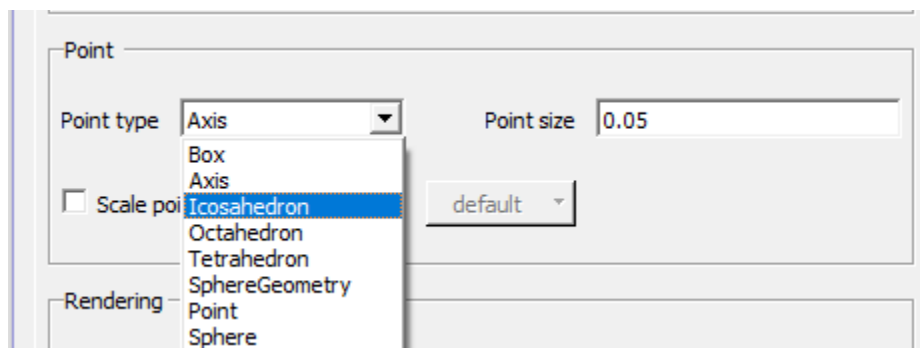 Point
Point type Axis Point size 0.05
Box
Axis
Scale poi Icosahedron default
Octahedron
Tetrahedron
SphereGeometry
Rendering
Point
Sphere